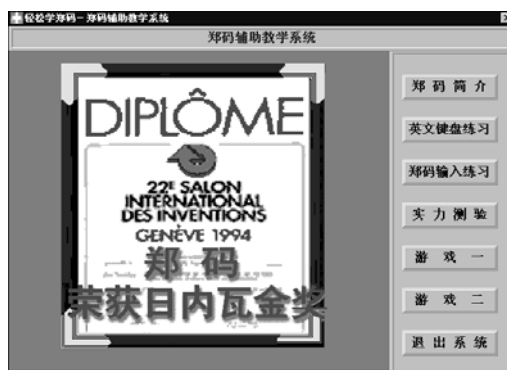 轻松学郑码-郑码辅助教学系统
郑码辅助教学系统
DIPLÔME
22E SALON
INTERNATIONAL
DES INVENTIONS
GENÈVE 1994
郑码
荣获日内瓦金奖
郑码简介
英文键盘练习
郑码输入练习
实力测验
游戏一
游戏二
退出系统